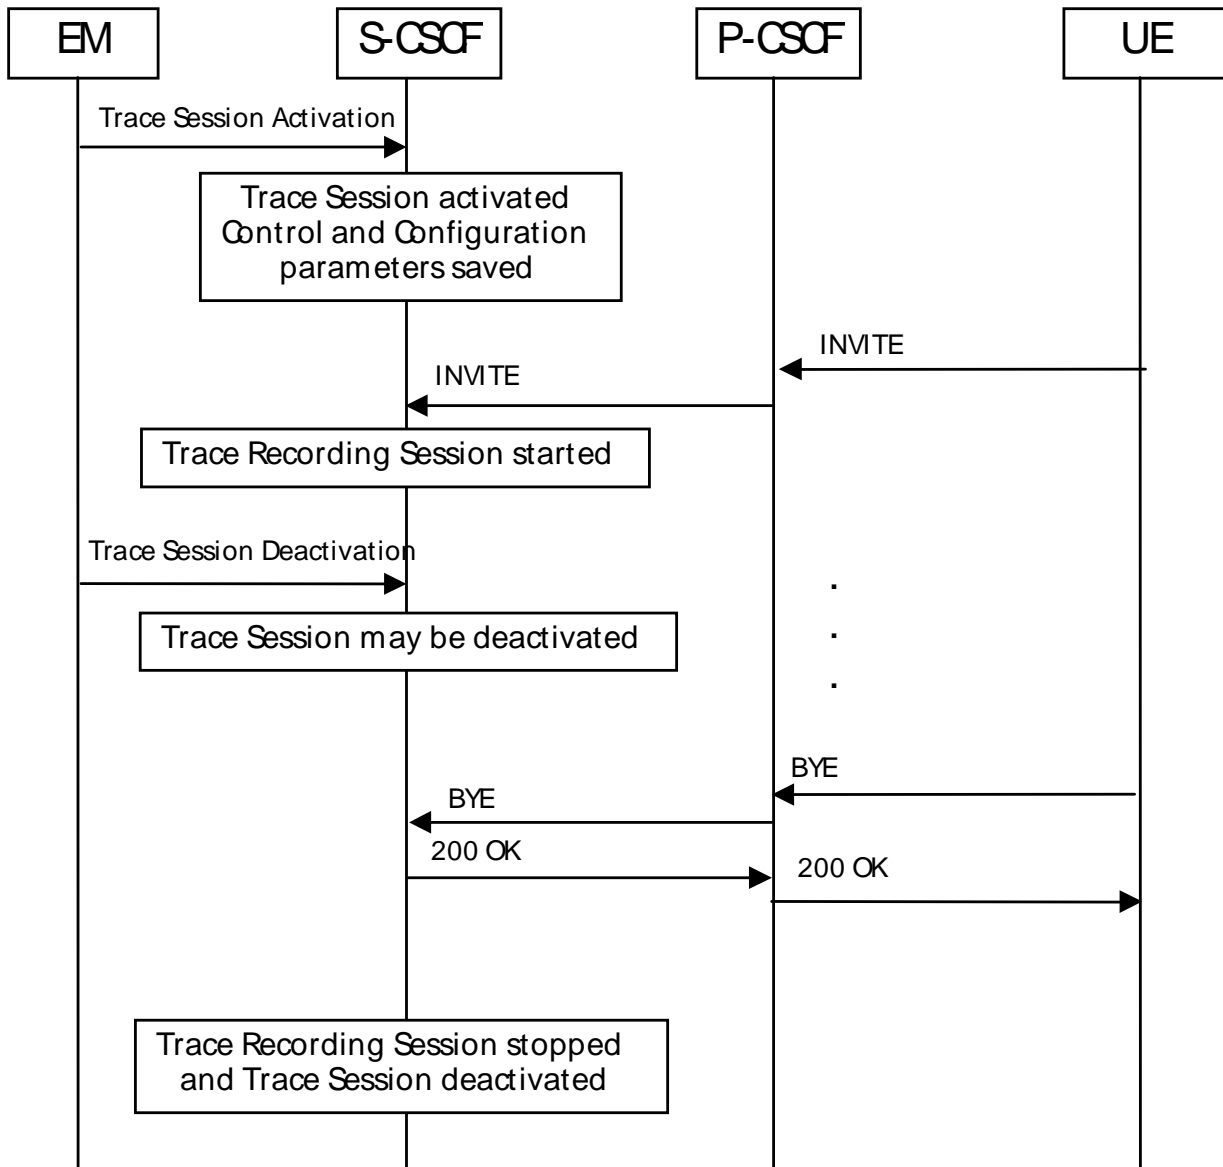 EM
S-CSCF
P-CSCF
UE
Trace Session Activation
Trace Session activated
Control and Configuration
parameters saved
INVITE
INVITE
Trace Recording Session started
Trace Session Deactivation
.
.
.
Trace Session may be deactivated
BYE
BYE
200 OK
200 OK
Trace Recording Session stopped
and Trace Session deactivated